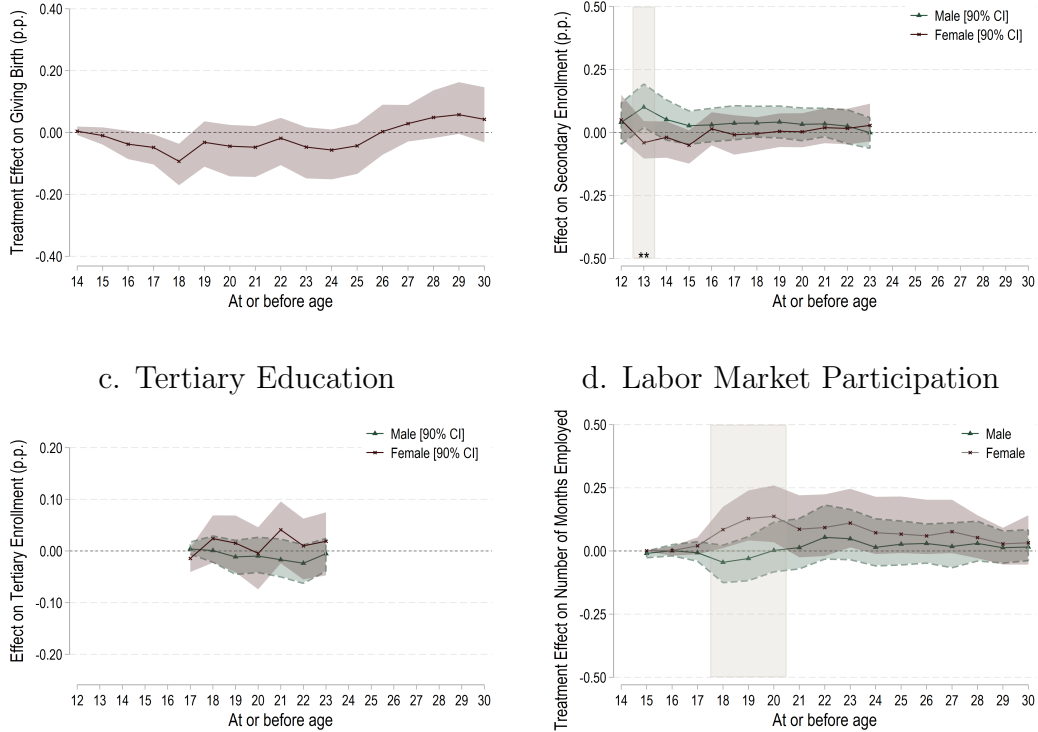 Treatment Effect on Giving Birth (p.p.)
0.40
0.20
0.00
-0.20
-0.40
14 15 16 17 18 19 20 21 22 23 24 25 26 27 28 29 30
At or before age
Effect on Secondary Enrollment (p.p.)
0.50
0.25
0.00
-0.25
-0.50
Male [90% CI]
Female [90% CI]
**
12 13 14 15 16 17 18 19 20 21 22 23 24 25 26 27 28 29 30
At or before age
c. Tertiary Education
Effect on Tertiary Enrollment (p.p.)
0.20
0.10
0.00
-0.10
-0.20
Male [90% CI]
Female [90% CI]
12 13 14 15 16 17 18 19 20 21 22 23 24 25 26 27 28 29 30
At or before age
d. Labor Market Participation
Treatment Effect on Number of Months Employed
0.50
0.25
0.00
-0.25
-0.50
Male
Female
14 15 16 17 18 19 20 21 22 23 24 25 26 27 28 29 30
At or before age